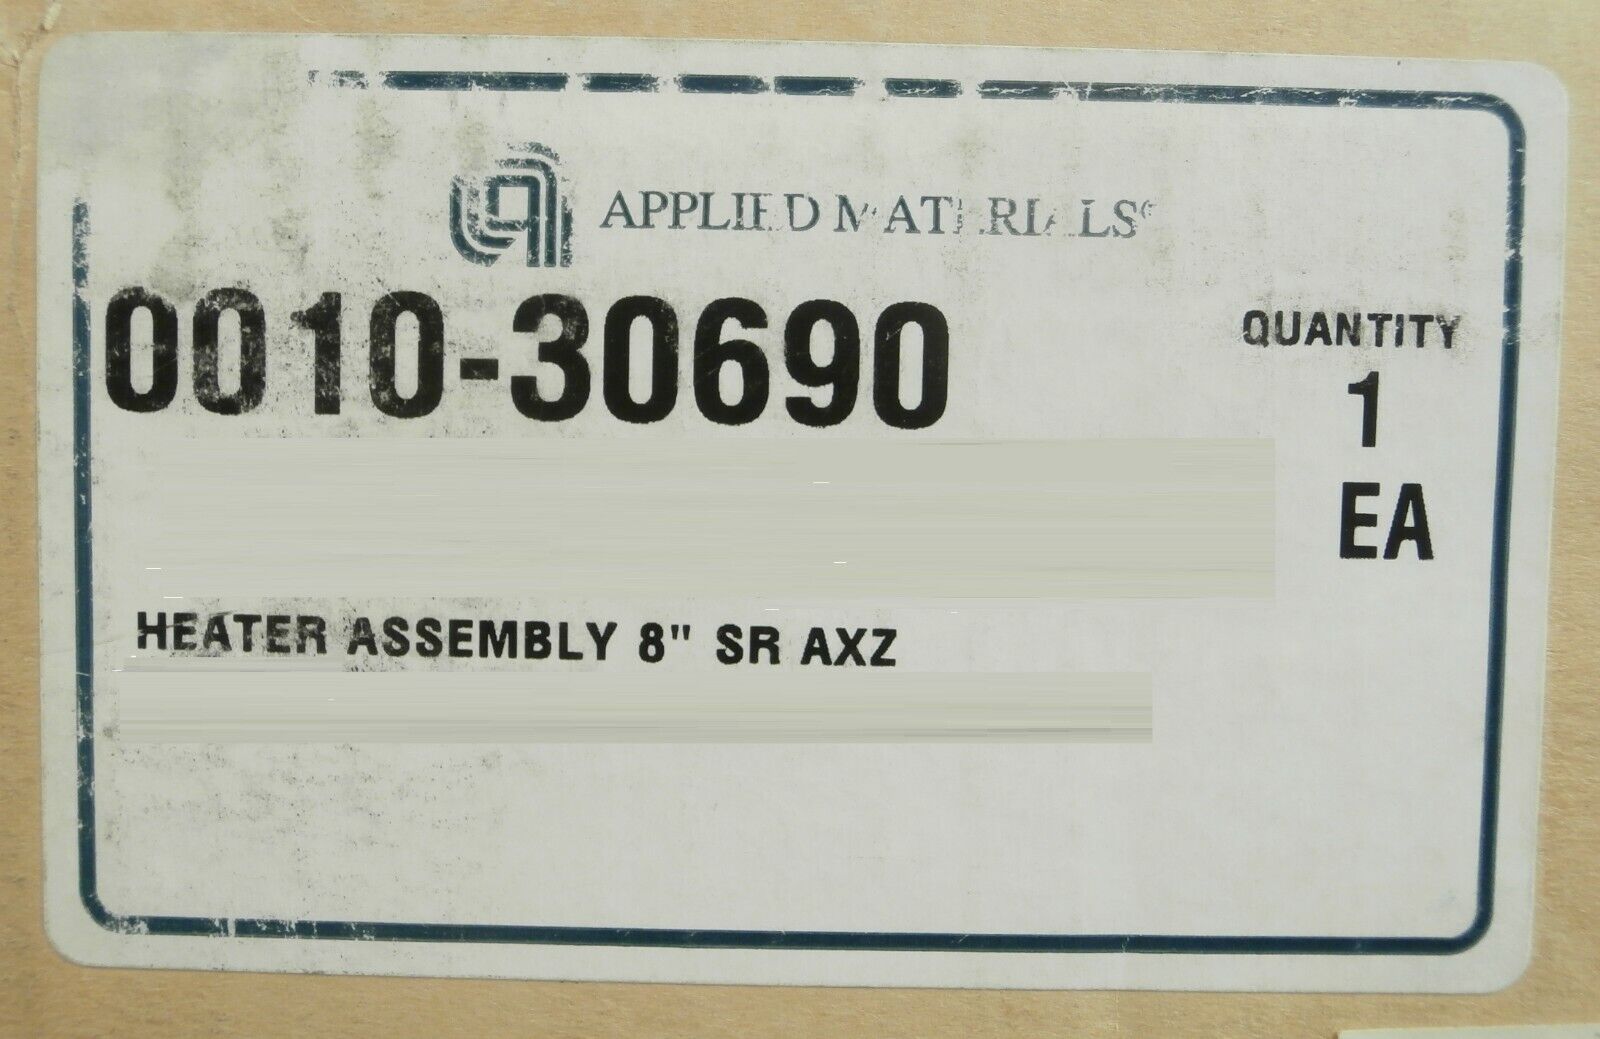 APPLIED MATERIALS®
0010-30690
QUANTITY
1
EA
HEATER ASSEMBLY 8" SR AXZ